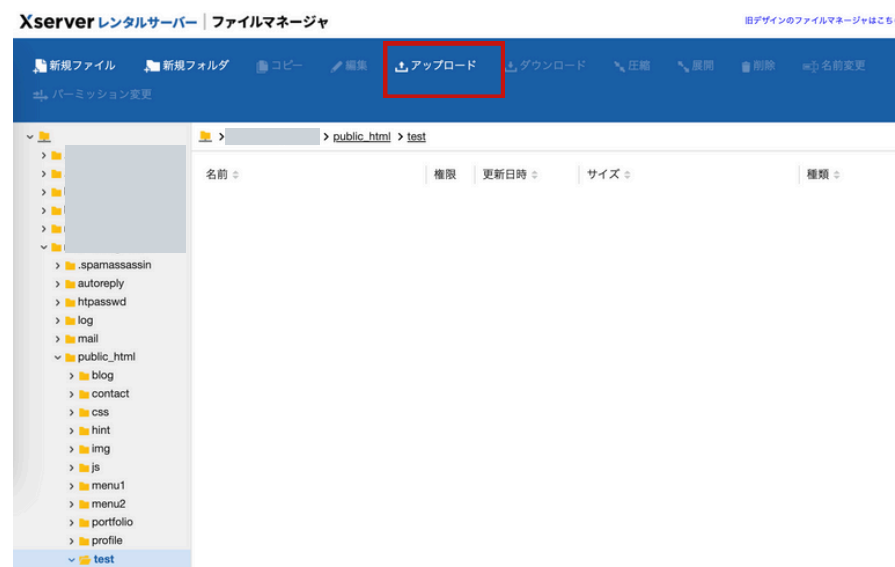 Xserver レンタルサーバー ファイルマネージャ
旧デザインのファイルマネージャはこち
新規ファイル 新規フォルダ コピー 編集 アップロード ダウンロード 圧縮 展開 削除 名前変更
パーミッション変更
> public_html > test
名前 権限 更新日時 サイズ 種類
.spamassassin
autoreply
htpasswd
log
mail
public_html
blog
contact
css
hint
img
js
menu1
menu2
portfolio
profile
test